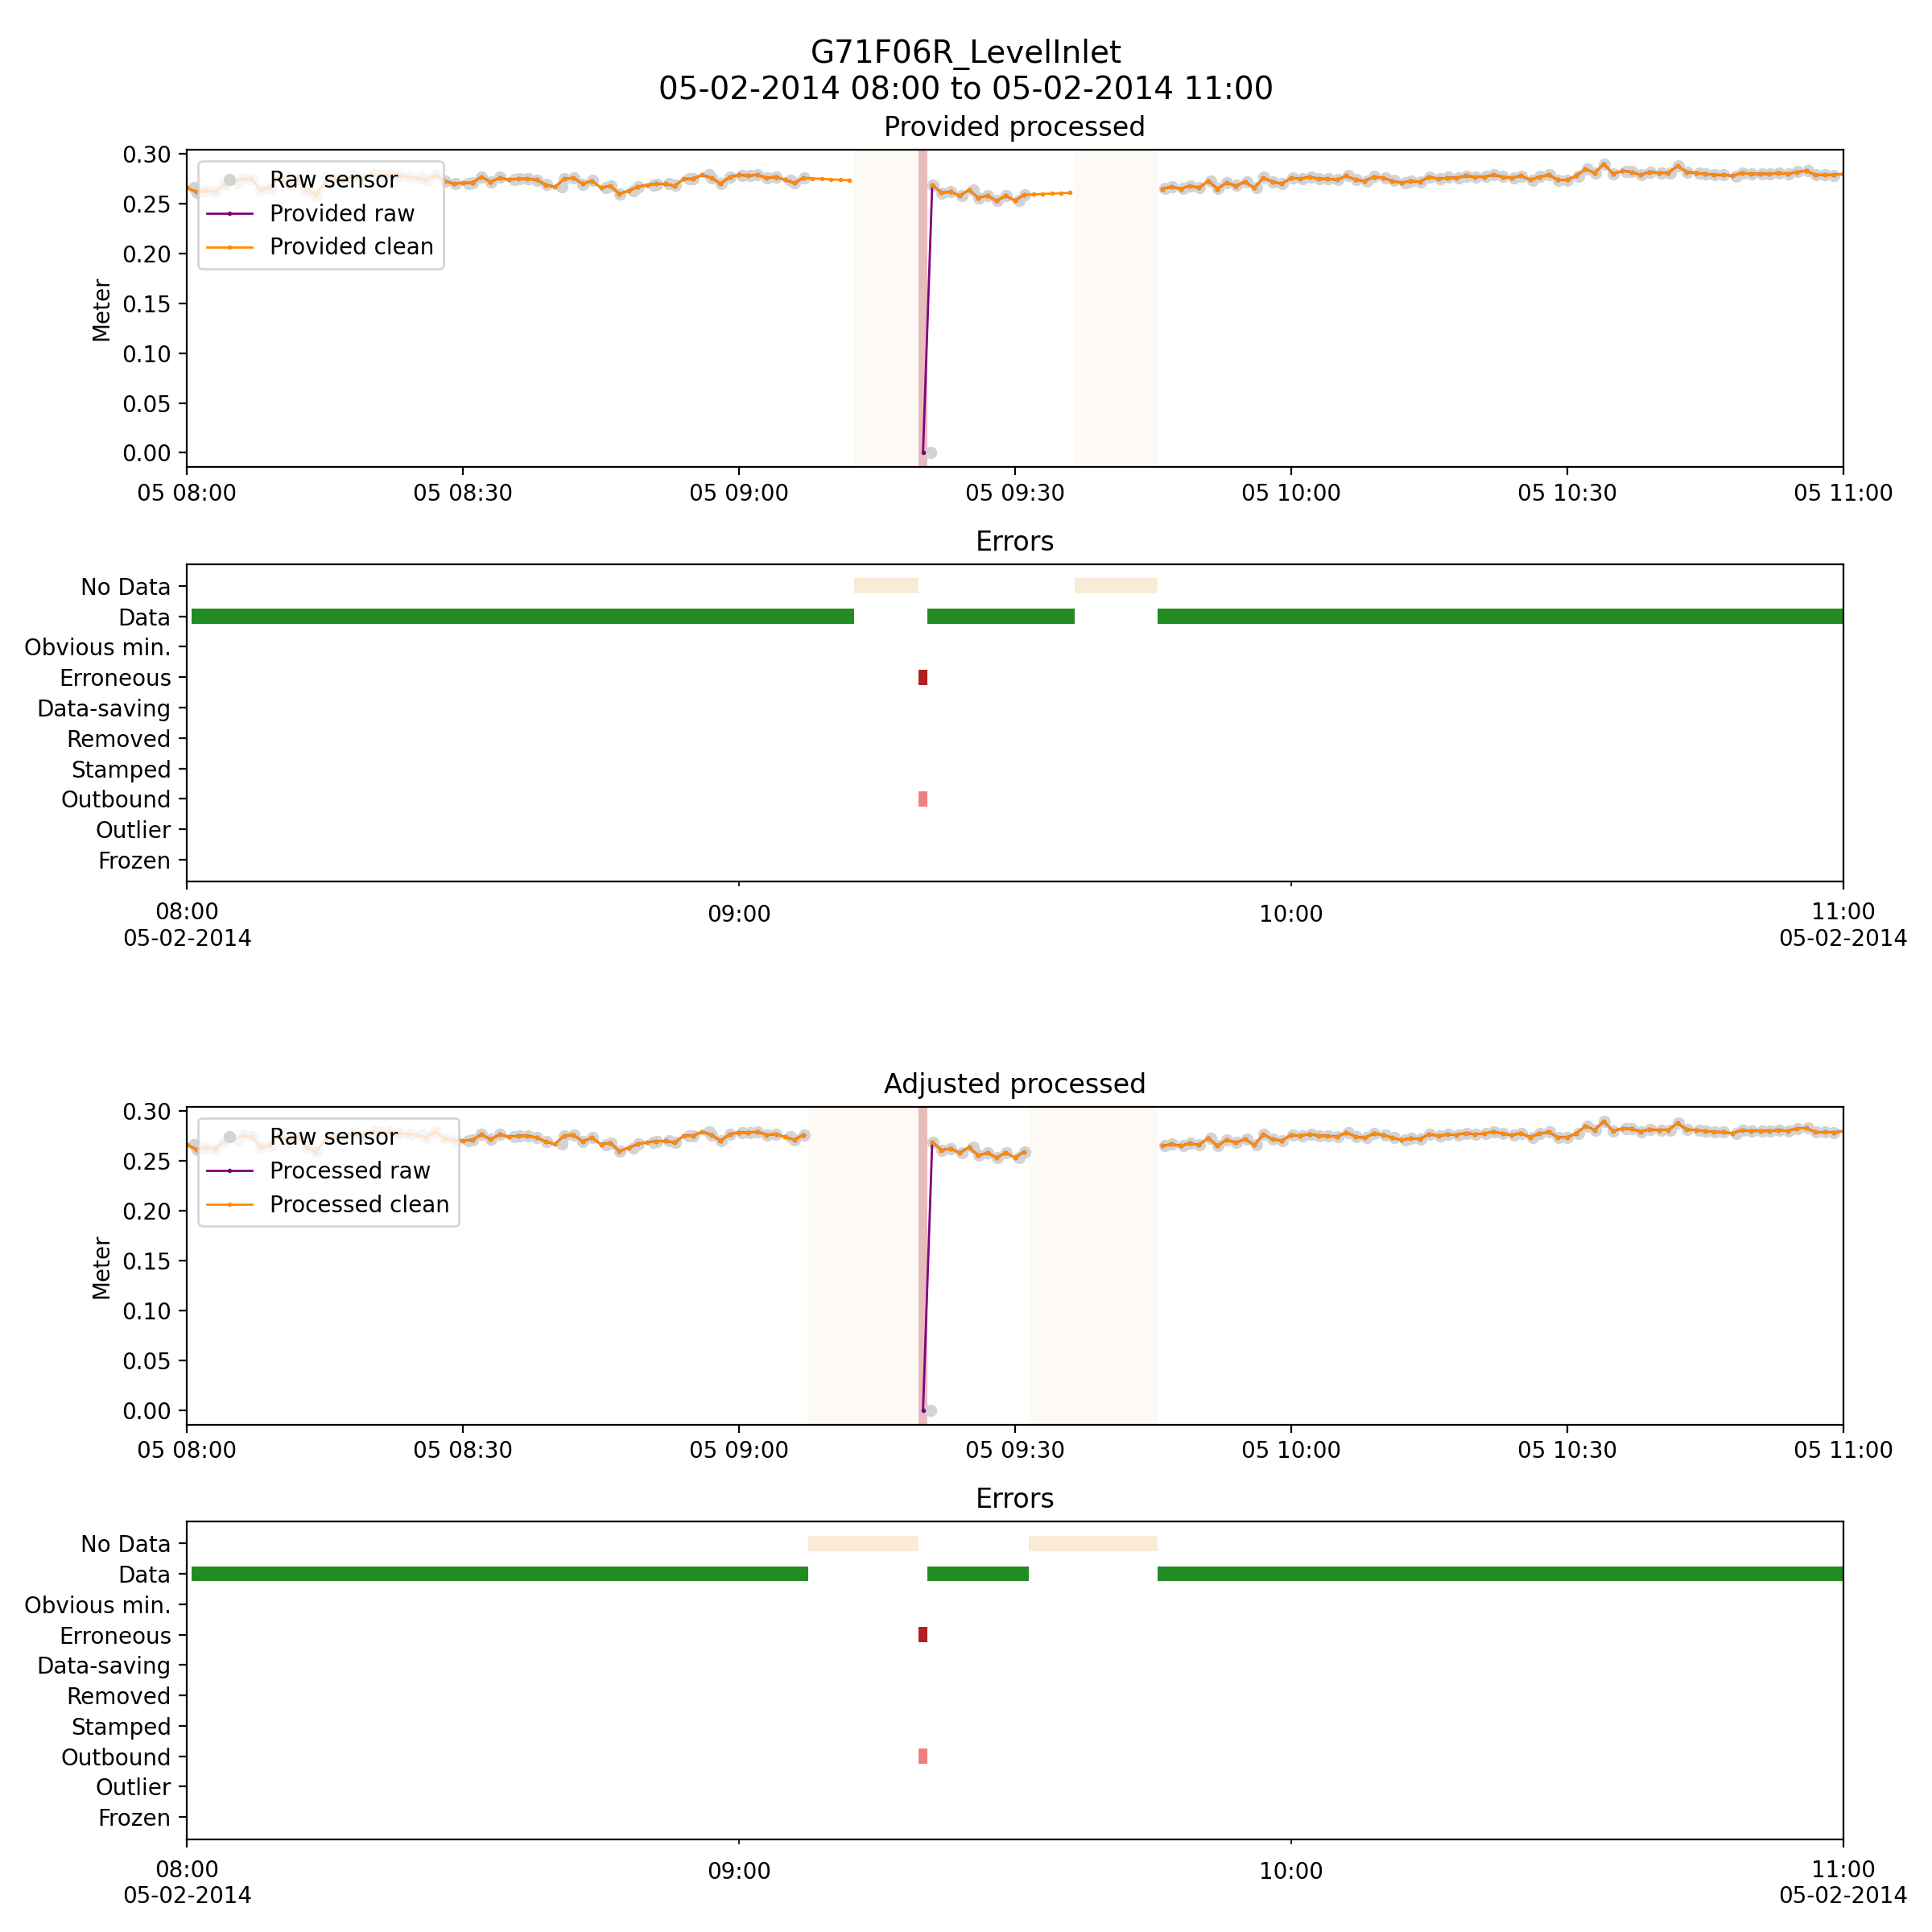 G71F06R_LevelInlet
05-02-2014 08:00 to 05-02-2014 11:00
Provided processed
Meter
0.30
0.25
0.20
0.15
0.10
0.05
0.00
Raw sensor
Provided raw
Provided clean
05 08:00 05 08:30 05 09:00 05 09:30 05 10:00 05 10:30 05 11:00
Errors
No Data
Data
Obvious min.
Erroneous
Data-saving
Removed
Stamped
Outbound
Outlier
Frozen
08:00 09:00 10:00 11:00
05-02-2014 05-02-2014
Adjusted processed
Meter
0.30
0.25
0.20
0.15
0.10
0.05
0.00
Raw sensor
Processed raw
Processed clean
05 08:00 05 08:30 05 09:00 05 09:30 05 10:00 05 10:30 05 11:00
Errors
No Data
Data
Obvious min.
Erroneous
Data-saving
Removed
Stamped
Outbound
Outlier
Frozen
08:00 09:00 10:00 11:00
05-02-2014 05-02-2014